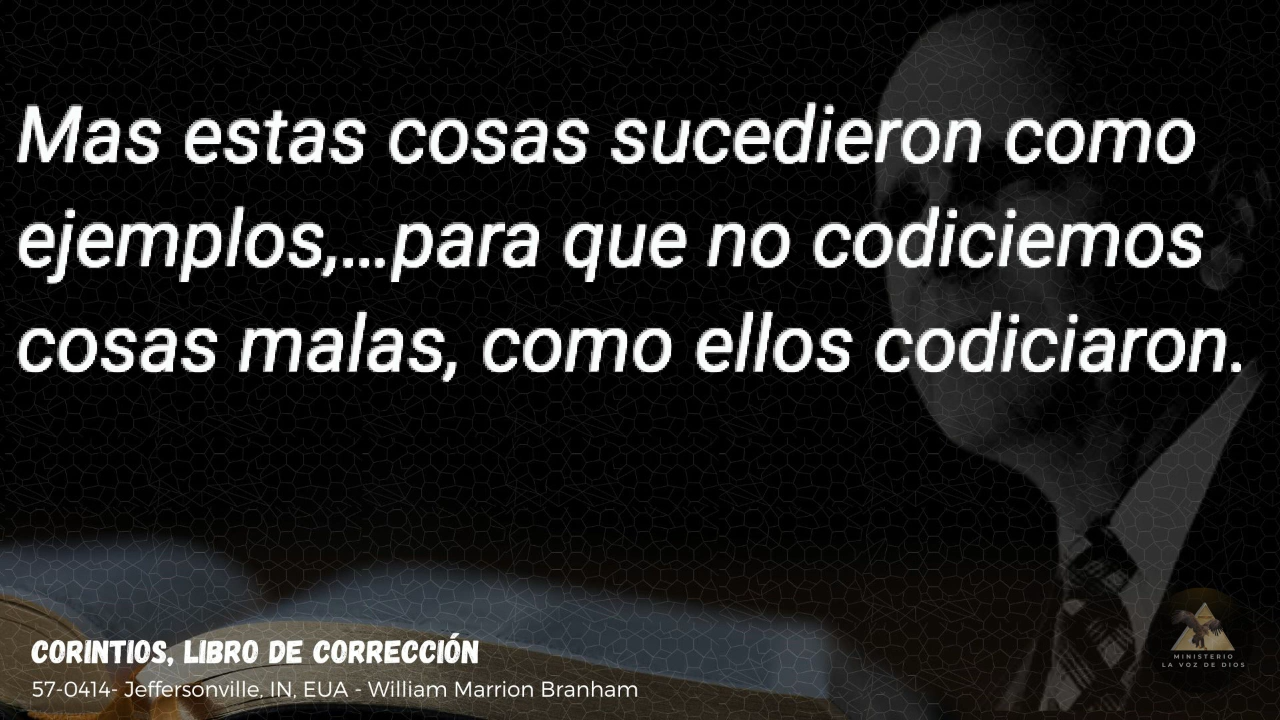 Mas estas cosas sucedieron como
ejemplos,...para que no codiciemos
cosas malas, como ellos codiciaron.
CORINTIOS, LIBRO DE CORRECCIÓN
57-0414- Jeffersonville, IN, EUA - William Marrion Branham
MINISTERIO
LA VOZ DE DIOS